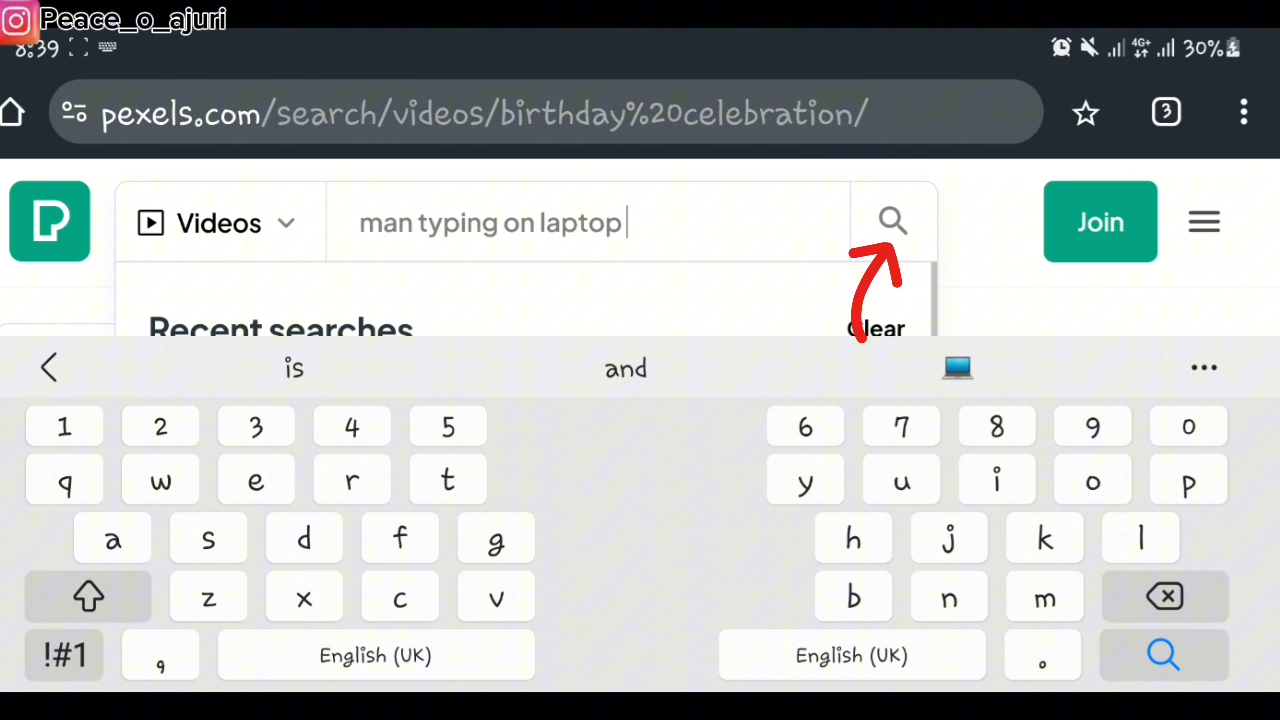 Peace_o_ajuri
8:39 4G+ 30%
pexels.com/search/videos/birthday%20celebration/ 3
Videos man typing on laptop Join
Recent searches Clear
is and
1 2 3 4 5 6 7 8 9 0
q w e r t y u i o p
a s d f g h j k l
z x c v b n m
!#1 , English (UK) English (UK) .